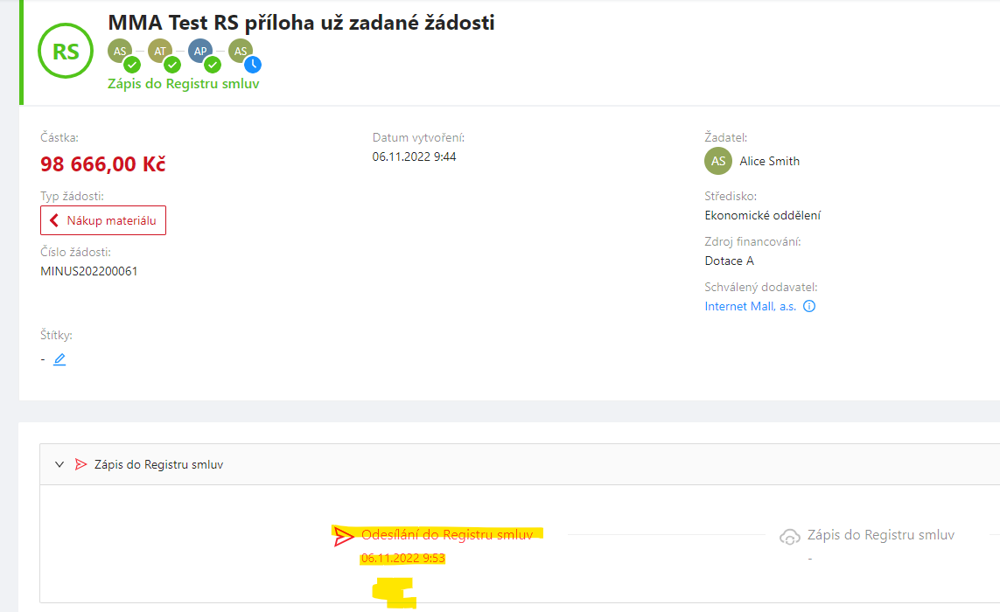 RS
MMA Test RS příloha už zadané žádosti
AS AT AP AS
Zápis do Registru smluv
Částka:
98 666,00 Kč
Typ žádosti:
Nákup materiálu
Číslo žádosti:
MINUS202200061
Štítky:
-
Datum vytvoření:
06.11.2022 9:44
Žadatel:
AS Alice Smith
Středisko:
Ekonomické oddělení
Zdroj financování:
Dotace A
Schválený dodavatel:
Internet Mall, a.s.
Zápis do Registru smluv
Odesílání do Registru smluv
06.11.2022 9:53
Zápis do Registru smluv
-